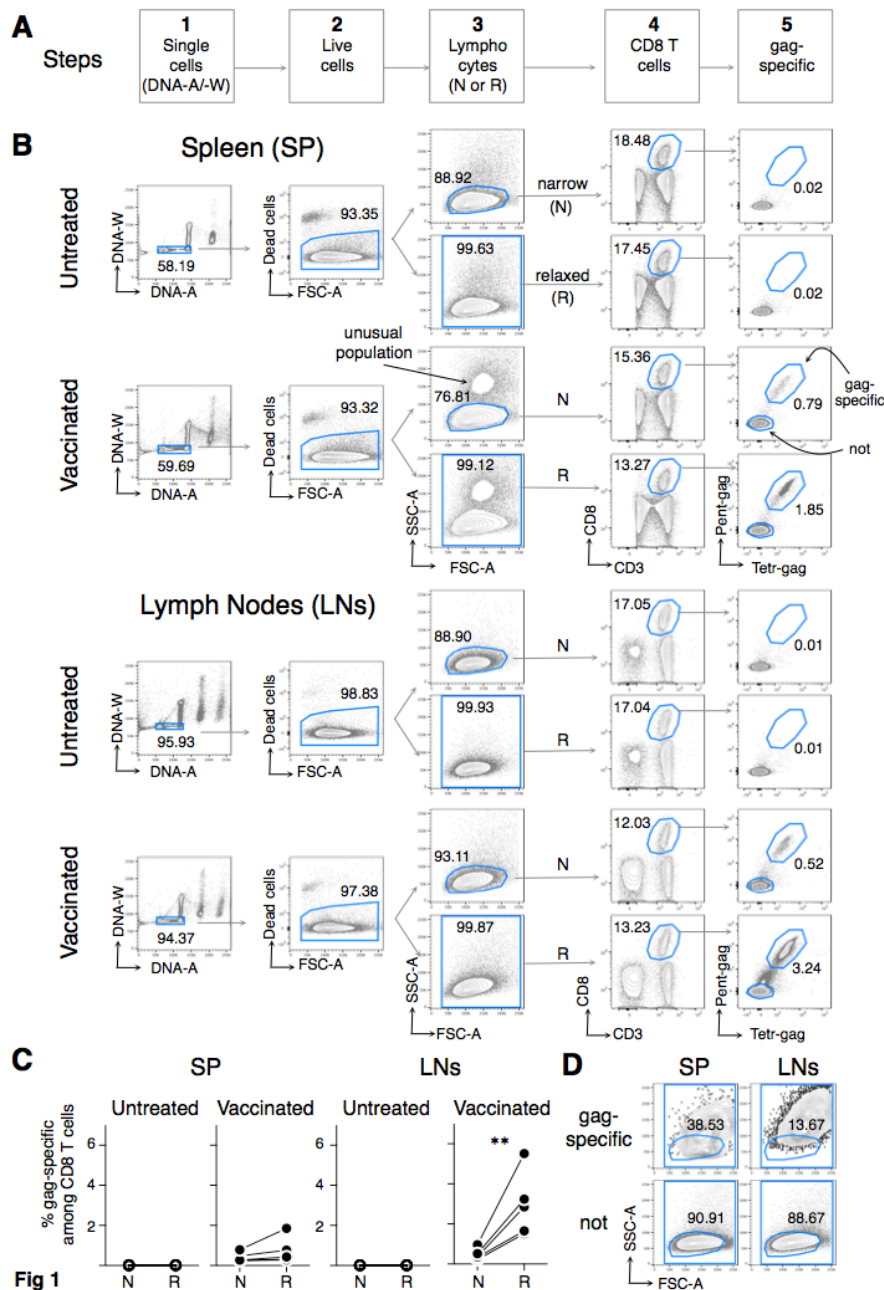 A
Steps
1
Single
cells
(DNA-A/-W)
2
Live
cells
3
Lympho
cytes
(N or R)
4
CD8 T
cells
5
gag-
specific
B
Spleen (SP)
Untreated
DNA-W
58.19
DNA-A
Dead cells
93.35
FSC-A
88.92
narrow
(N)
18.48
0.02
99.63
relaxed
(R)
17.45
0.02
unusual
population
Vaccinated
DNA-W
59.69
DNA-A
Dead cells
93.32
FSC-A
76.81
N
15.36
0.79
gag-
specific
not
99.12
R
13.27
1.85
SSC-A
FSC-A
CD8
CD3
Pent-gag
Tetr-gag
Lymph Nodes (LNs)
Untreated
DNA-W
95.93
DNA-A
Dead cells
98.83
FSC-A
88.90
N
17.05
0.01
99.93
R
17.04
0.01
Vaccinated
DNA-W
94.37
DNA-A
Dead cells
97.38
FSC-A
93.11
N
12.03
0.52
99.87
R
13.23
3.24
SSC-A
FSC-A
CD8
CD3
Pent-gag
Tetr-gag
C
SP
LNs
Untreated
Vaccinated
Untreated
Vaccinated
% gag-specific
among CD8 T cells
6
4
2
6
4
2
6
4
2
6
4
2
**
N
R
N
R
N
R
N
R
Fig 1
D
SP
LNs
gag-
specific
38.53
13.67
not
90.91
88.67
SSC-A
FSC-A